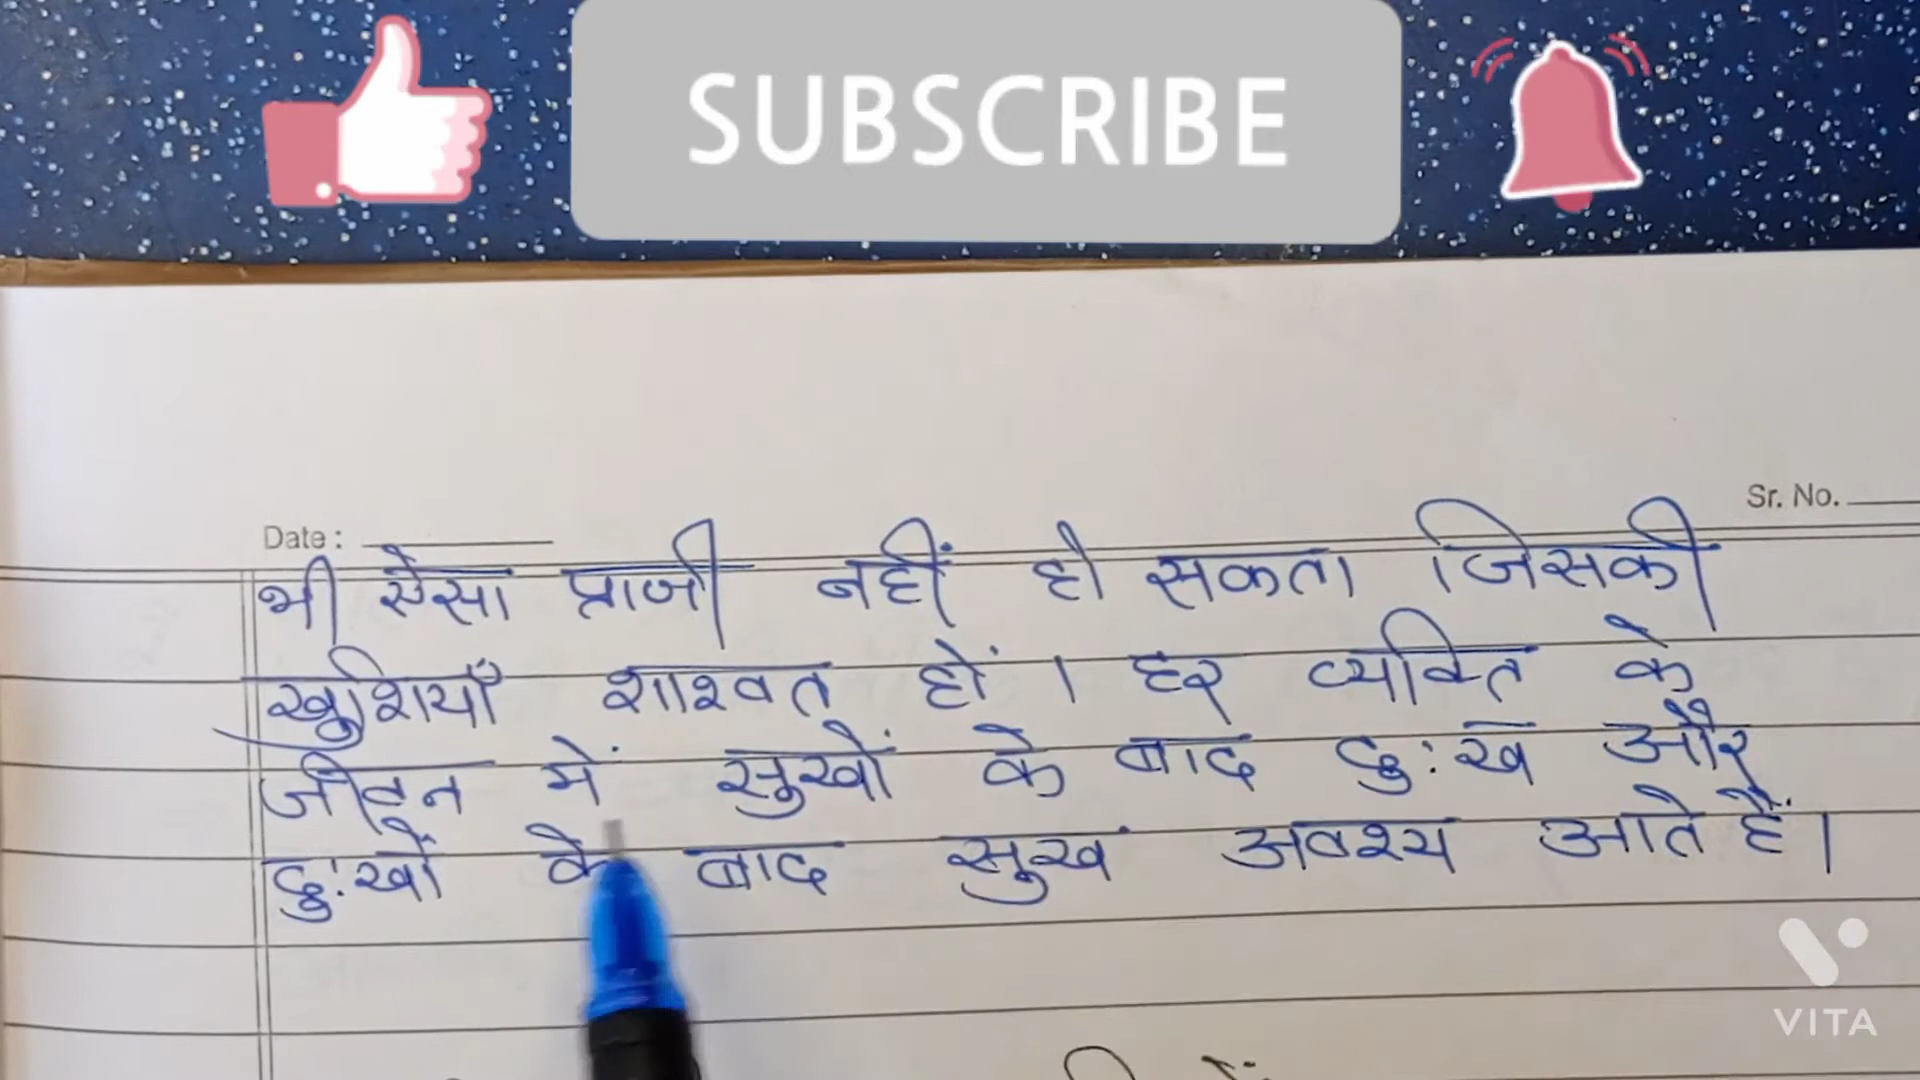 SUBSCRIBE
Sr. No.
Date :
भी ऐसा प्राणी नहीं हो सकता जिसकी
खुशियाँ शाश्वत हों । हर व्यक्ति के
जीवन में सुखों के बाद दुःख और
दुःखों के बाद सुख अवश्य आते हैं।
VITA